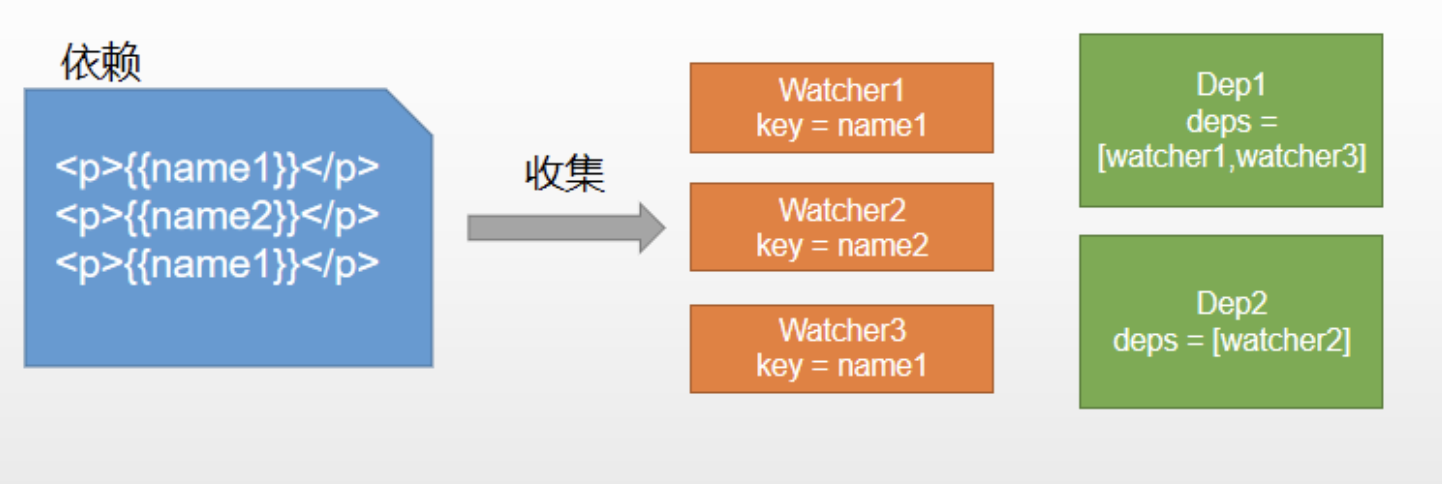 依赖
<p>{{name1}}</p>
<p>{{name2}}</p>
<p>{{name1}}</p>
收集
Watcher1
key = name1
Watcher2
key = name2
Watcher3
key = name1
Dep1
deps =
[watcher1,watcher3]
Dep2
deps = [watcher2]